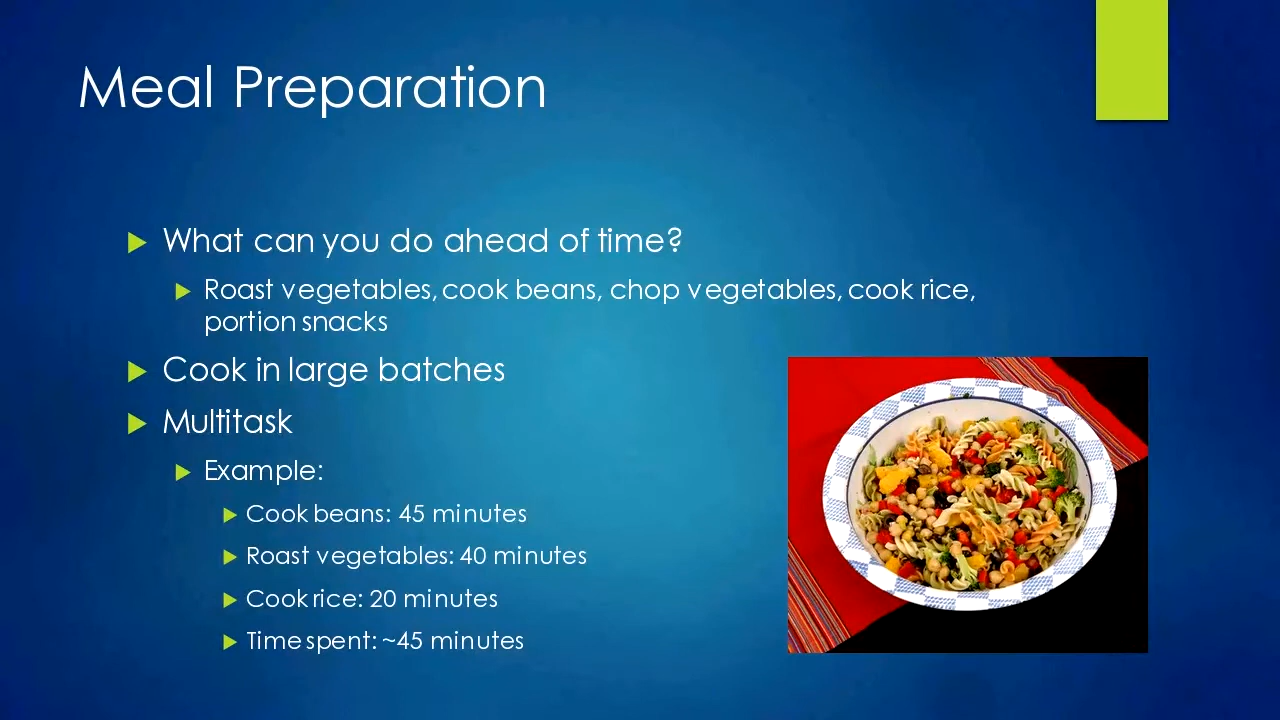 Meal Preparation
What can you do ahead of time?
Roast vegetables, cook beans, chop vegetables, cook rice,
portion snacks
Cook in large batches
Multitask
Example:
Cook beans: 45 minutes
Roast vegetables: 40 minutes
Cook rice: 20 minutes
Time spent: ~45 minutes